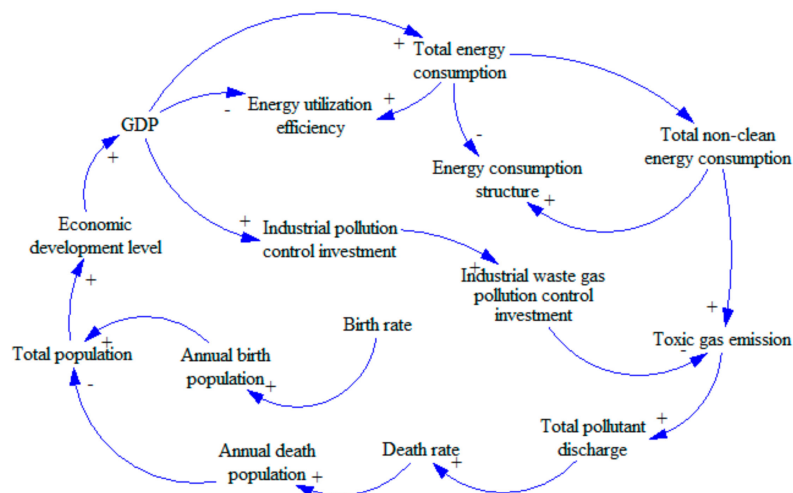 +
Total energy
consumption
-
Energy utilization
efficiency
+
GDP
-
Total non-clean
energy consumption
Energy consumption
structure
+
+
Economic
development level
+
Industrial pollution
control investment
+
Industrial waste gas
pollution control
investment
+
+
Birth rate
Toxic gas emission
-
Total population
+
Annual birth
population
+
-
Total pollutant
discharge
+
Annual death
population
+
Death rate
+